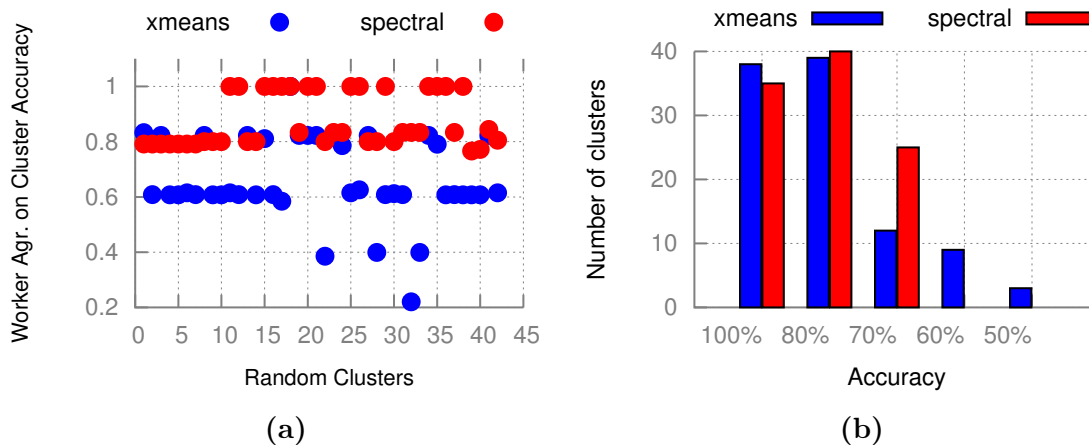 xmeans spectral
Worker Agr. on Cluster Accuracy
1
0.8
0.6
0.4
0.2
0 5 10 15 20 25 30 35 40 45
Random Clusters
(a)
xmeans spectral
Number of clusters
40
30
20
10
0
100% 80% 70% 60% 50%
Accuracy
(b)